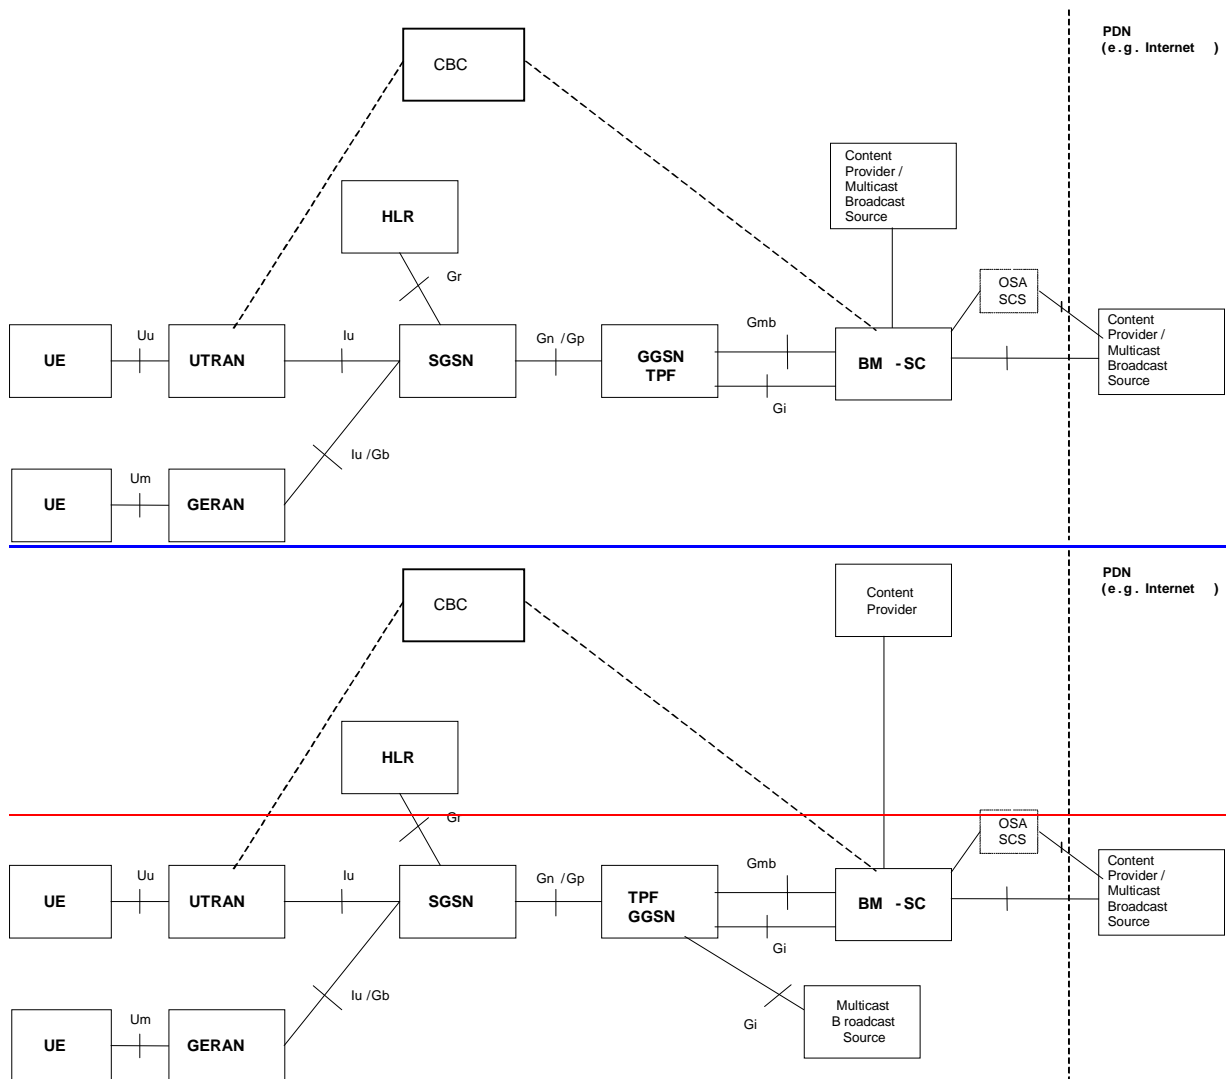 PDN
(e.g. Internet )
CBC
Content
Provider /
Multicast
Broadcast
Source
HLR
Gr
OSA
SCS
Uu
Iu
Gn /Gp
Gmb
Content
Provider /
Multicast
Broadcast
Source
UE
UTRAN
SGSN
GGSN
TPF
BM -SC
Gi
Iu /Gb
Um
UE
GERAN
PDN
(e.g. Internet )
CBC
Content
Provider
HLR
Gr
OSA
SCS
Uu
Iu
Gn /Gp
Gmb
Content
Provider /
Multicast
Broadcast
Source
UE
UTRAN
SGSN
TPF
GGSN
BM -SC
Gi
Iu /Gb
Um
Gi
Multicast
B roadcast
Source
UE
GERAN